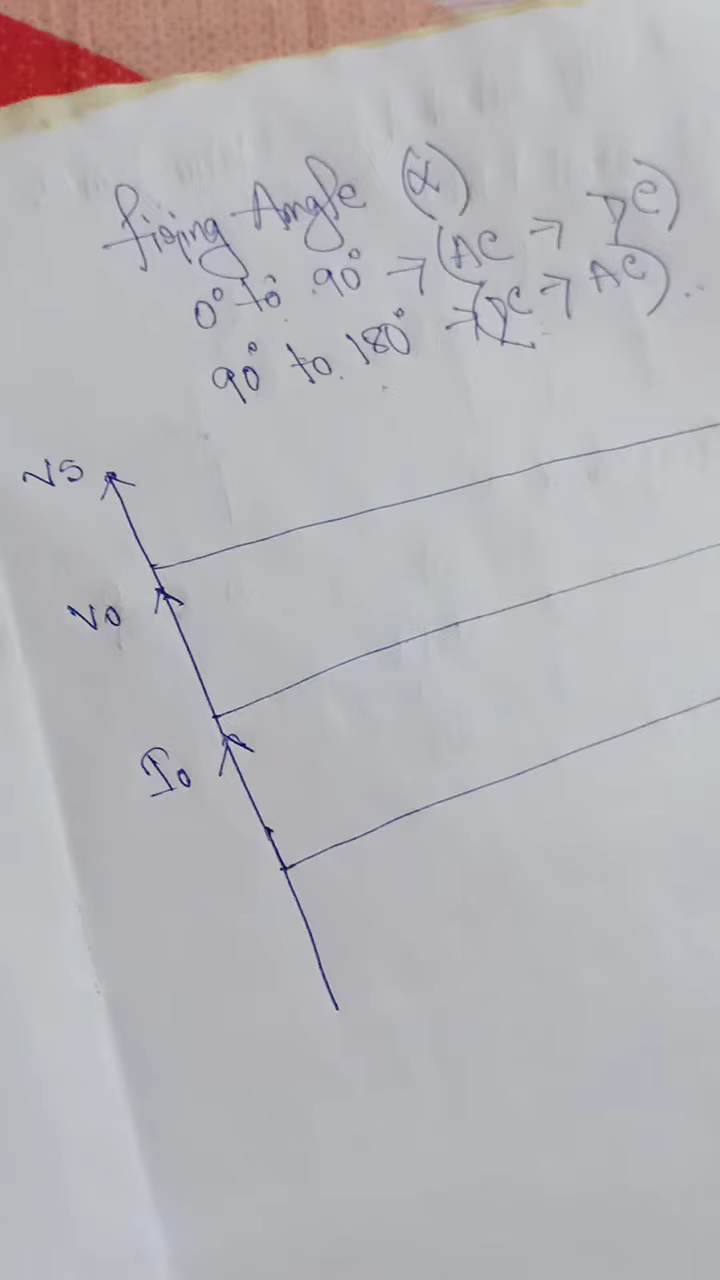 firing Angle (α)
0° to 90° → (AC → DC)
90° to 180° → (DC → AC).
VS
Vo
Io